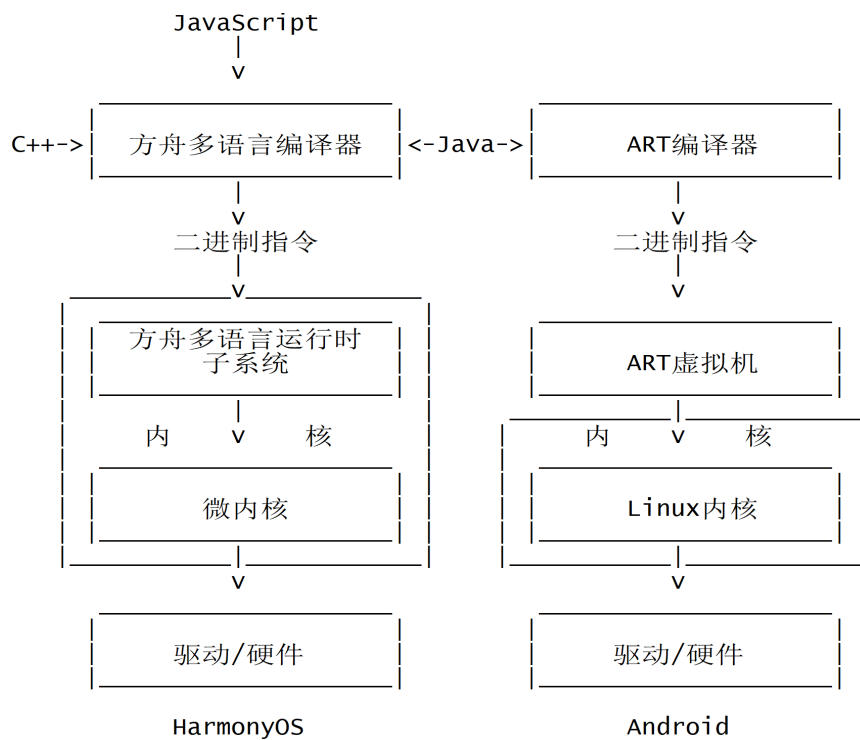 JavaScript
C++-> 方舟多语言编译器 <-Java-> ART编译器
二进制指令 二进制指令
方舟多语言运行时
子系统 ART虚拟机
内 核 内 核
微内核 Linux内核
驱动/硬件 驱动/硬件
HarmonyOS Android